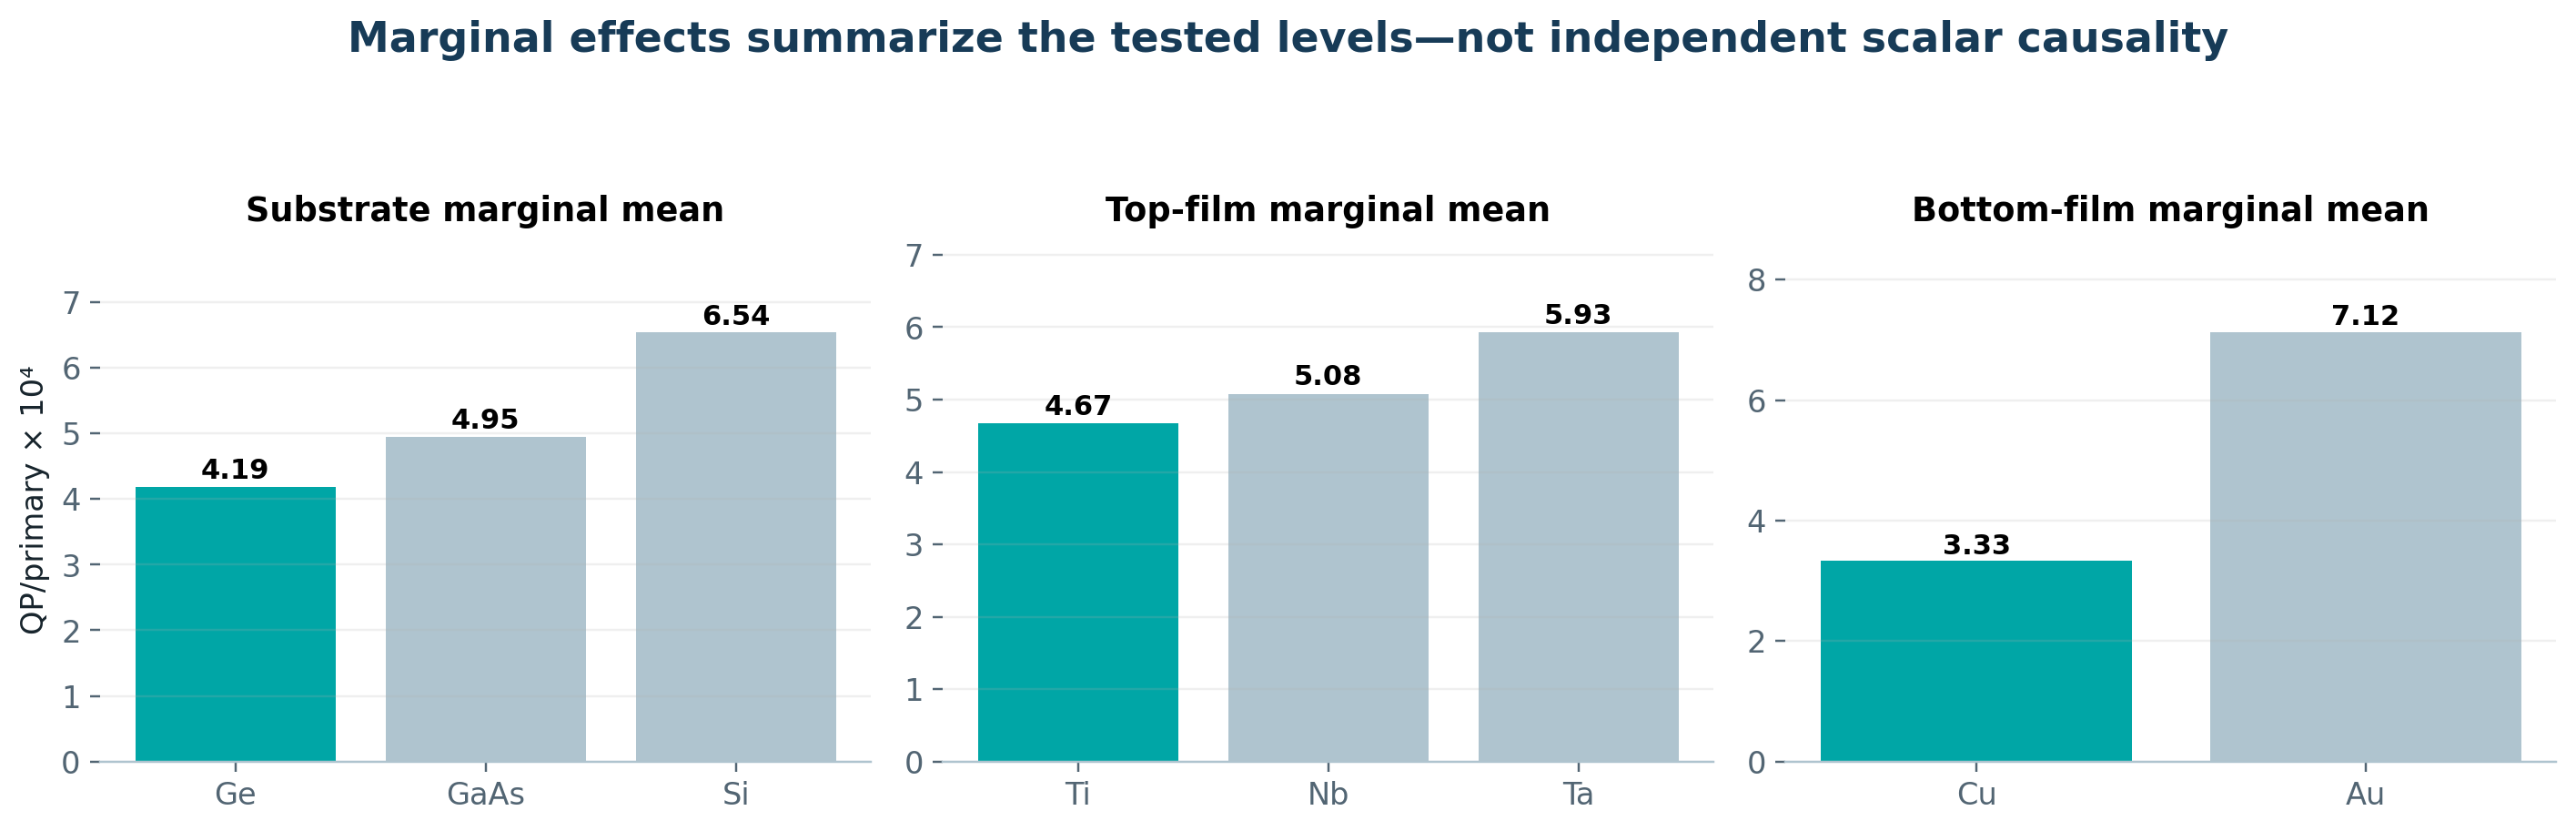 Marginal effects summarize the tested levels—not independent scalar causality
Substrate marginal mean
QP/primary × 10⁴
7
6
5
4
3
2
1
0
4.19
4.95
6.54
Ge
GaAs
Si
Top-film marginal mean
7
6
5
4
3
2
1
0
4.67
5.08
5.93
Ti
Nb
Ta
Bottom-film marginal mean
8
6
4
2
0
3.33
7.12
Cu
Au